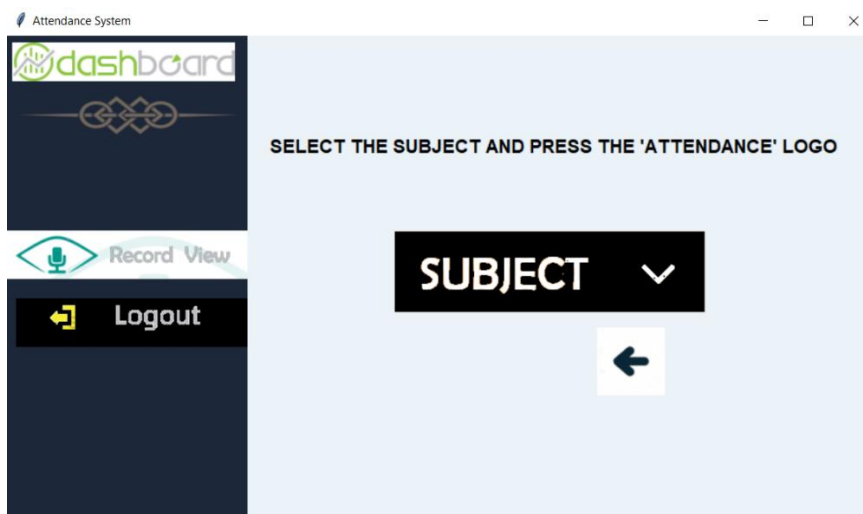 Attendance System
dashboard
SELECT THE SUBJECT AND PRESS THE 'ATTENDANCE' LOGO
Record View
SUBJECT
Logout